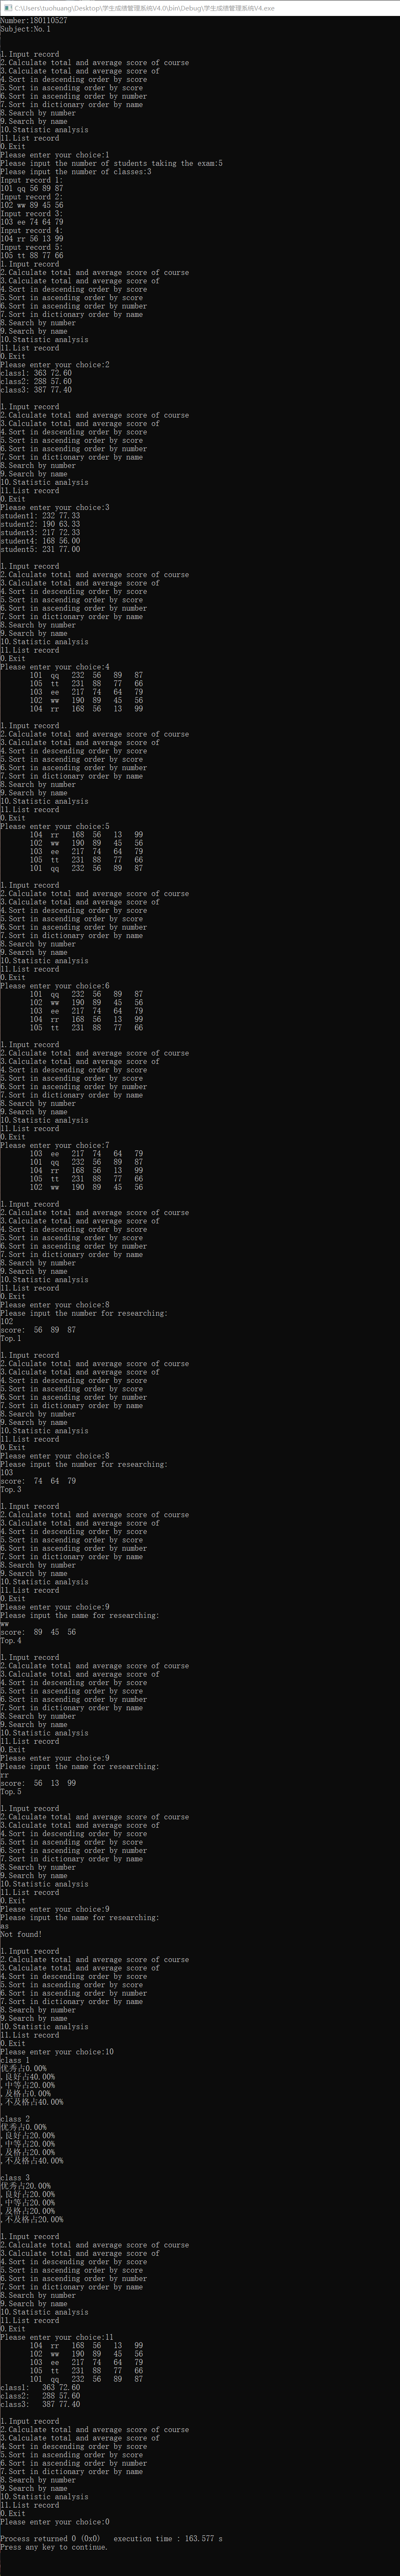 C:\Users\tuohuang\Desktop\学生成绩管理系统V4.0\bin\Debug\学生成绩管理系统V4.exe
Number:180110527
Subject:No.1
1.Input record
2.Calculate total and average score of course
3.Calculate total and average score of
4.Sort in descending order by score
5.Sort in ascending order by score
6.Sort in ascending order by number
7.Sort in dictionary order by name
8.Search by number
9.Search by name
10.Statistic analysis
11.List record
0.Exit
Please enter your choice:1
Please input the number of students taking the exam:5
Please input the number of classes:3
Input record 1:
101 qq 56 89 87
Input record 2:
102 ww 89 45 56
Input record 3:
103 ee 74 64 79
Input record 4:
104 rr 56 13 99
Input record 5:
105 tt 88 77 66
1.Input record
2.Calculate total and average score of course
3.Calculate total and average score of
4.Sort in descending order by score
5.Sort in ascending order by score
6.Sort in ascending order by number
7.Sort in dictionary order by name
8.Search by number
9.Search by name
10.Statistic analysis
11.List record
0.Exit
Please enter your choice:2
class1: 363 72.60
class2: 288 57.60
class3: 387 77.40
1.Input record
2.Calculate total and average score of course
3.Calculate total and average score of
4.Sort in descending order by score
5.Sort in ascending order by score
6.Sort in ascending order by number
7.Sort in dictionary order by name
8.Search by number
9.Search by name
10.Statistic analysis
11.List record
0.Exit
Please enter your choice:3
student1: 232 77.33
student2: 190 63.33
student3: 217 72.33
student4: 168 56.00
student5: 231 77.00
1.Input record
2.Calculate total and average score of course
3.Calculate total and average score of
4.Sort in descending order by score
5.Sort in ascending order by score
6.Sort in ascending order by number
7.Sort in dictionary order by name
8.Search by number
9.Search by name
10.Statistic analysis
11.List record
0.Exit
Please enter your choice:4
101 qq 232 56 89 87
105 tt 231 88 77 66
103 ee 217 74 64 79
102 ww 190 89 45 56
104 rr 168 56 13 99
1.Input record
2.Calculate total and average score of course
3.Calculate total and average score of
4.Sort in descending order by score
5.Sort in ascending order by score
6.Sort in ascending order by number
7.Sort in dictionary order by name
8.Search by number
9.Search by name
10.Statistic analysis
11.List record
0.Exit
Please enter your choice:5
104 rr 168 56 13 99
102 ww 190 89 45 56
103 ee 217 74 64 79
105 tt 231 88 77 66
101 qq 232 56 89 87
1.Input record
2.Calculate total and average score of course
3.Calculate total and average score of
4.Sort in descending order by score
5.Sort in ascending order by score
6.Sort in ascending order by number
7.Sort in dictionary order by name
8.Search by number
9.Search by name
10.Statistic analysis
11.List record
0.Exit
Please enter your choice:6
101 qq 232 56 89 87
102 ww 190 89 45 56
103 ee 217 74 64 79
104 rr 168 56 13 99
105 tt 231 88 77 66
1.Input record
2.Calculate total and average score of course
3.Calculate total and average score of
4.Sort in descending order by score
5.Sort in ascending order by score
6.Sort in ascending order by number
7.Sort in dictionary order by name
8.Search by number
9.Search by name
10.Statistic analysis
11.List record
0.Exit
Please enter your choice:7
103 ee 217 74 64 79
101 qq 232 56 89 87
104 rr 168 56 13 99
105 tt 231 88 77 66
102 ww 190 89 45 56
1.Input record
2.Calculate total and average score of course
3.Calculate total and average score of
4.Sort in descending order by score
5.Sort in ascending order by score
6.Sort in ascending order by number
7.Sort in dictionary order by name
8.Search by number
9.Search by name
10.Statistic analysis
11.List record
0.Exit
Please enter your choice:8
Please input the number for researching:
102
score: 56 89 87
Top.1
1.Input record
2.Calculate total and average score of course
3.Calculate total and average score of
4.Sort in descending order by score
5.Sort in ascending order by score
6.Sort in ascending order by number
7.Sort in dictionary order by name
8.Search by number
9.Search by name
10.Statistic analysis
11.List record
0.Exit
Please enter your choice:8
Please input the number for researching:
103
score: 74 64 79
Top.3
1.Input record
2.Calculate total and average score of course
3.Calculate total and average score of
4.Sort in descending order by score
5.Sort in ascending order by score
6.Sort in ascending order by number
7.Sort in dictionary order by name
8.Search by number
9.Search by name
10.Statistic analysis
11.List record
0.Exit
Please enter your choice:9
Please input the name for researching:
ww
score: 89 45 56
Top.4
1.Input record
2.Calculate total and average score of course
3.Calculate total and average score of
4.Sort in descending order by score
5.Sort in ascending order by score
6.Sort in ascending order by number
7.Sort in dictionary order by name
8.Search by number
9.Search by name
10.Statistic analysis
11.List record
0.Exit
Please enter your choice:9
Please input the name for researching:
rr
score: 56 13 99
Top.5
1.Input record
2.Calculate total and average score of course
3.Calculate total and average score of
4.Sort in descending order by score
5.Sort in ascending order by score
6.Sort in ascending order by number
7.Sort in dictionary order by name
8.Search by number
9.Search by name
10.Statistic analysis
11.List record
0.Exit
Please enter your choice:9
Please input the name for researching:
as
Not found!
1.Input record
2.Calculate total and average score of course
3.Calculate total and average score of
4.Sort in descending order by score
5.Sort in ascending order by score
6.Sort in ascending order by number
7.Sort in dictionary order by name
8.Search by number
9.Search by name
10.Statistic analysis
11.List record
0.Exit
Please enter your choice:10
class 1
优秀占0.00%
,良好占40.00%
,中等占20.00%
,及格占0.00%
,不及格占40.00%
class 2
优秀占0.00%
,良好占20.00%
,中等占20.00%
,及格占20.00%
,不及格占40.00%
class 3
优秀占20.00%
,良好占20.00%
,中等占20.00%
,及格占20.00%
,不及格占20.00%
1.Input record
2.Calculate total and average score of course
3.Calculate total and average score of
4.Sort in descending order by score
5.Sort in ascending order by score
6.Sort in ascending order by number
7.Sort in dictionary order by name
8.Search by number
9.Search by name
10.Statistic analysis
11.List record
0.Exit
Please enter your choice:11
104 rr 168 56 13 99
102 ww 190 89 45 56
103 ee 217 74 64 79
105 tt 231 88 77 66
101 qq 232 56 89 87
class1: 363 72.60
class2: 288 57.60
class3: 387 77.40
1.Input record
2.Calculate total and average score of course
3.Calculate total and average score of
4.Sort in descending order by score
5.Sort in ascending order by score
6.Sort in ascending order by number
7.Sort in dictionary order by name
8.Search by number
9.Search by name
10.Statistic analysis
11.List record
0.Exit
Please enter your choice:0
Process returned 0 (0x0) execution time : 163.577 s
Press any key to continue.